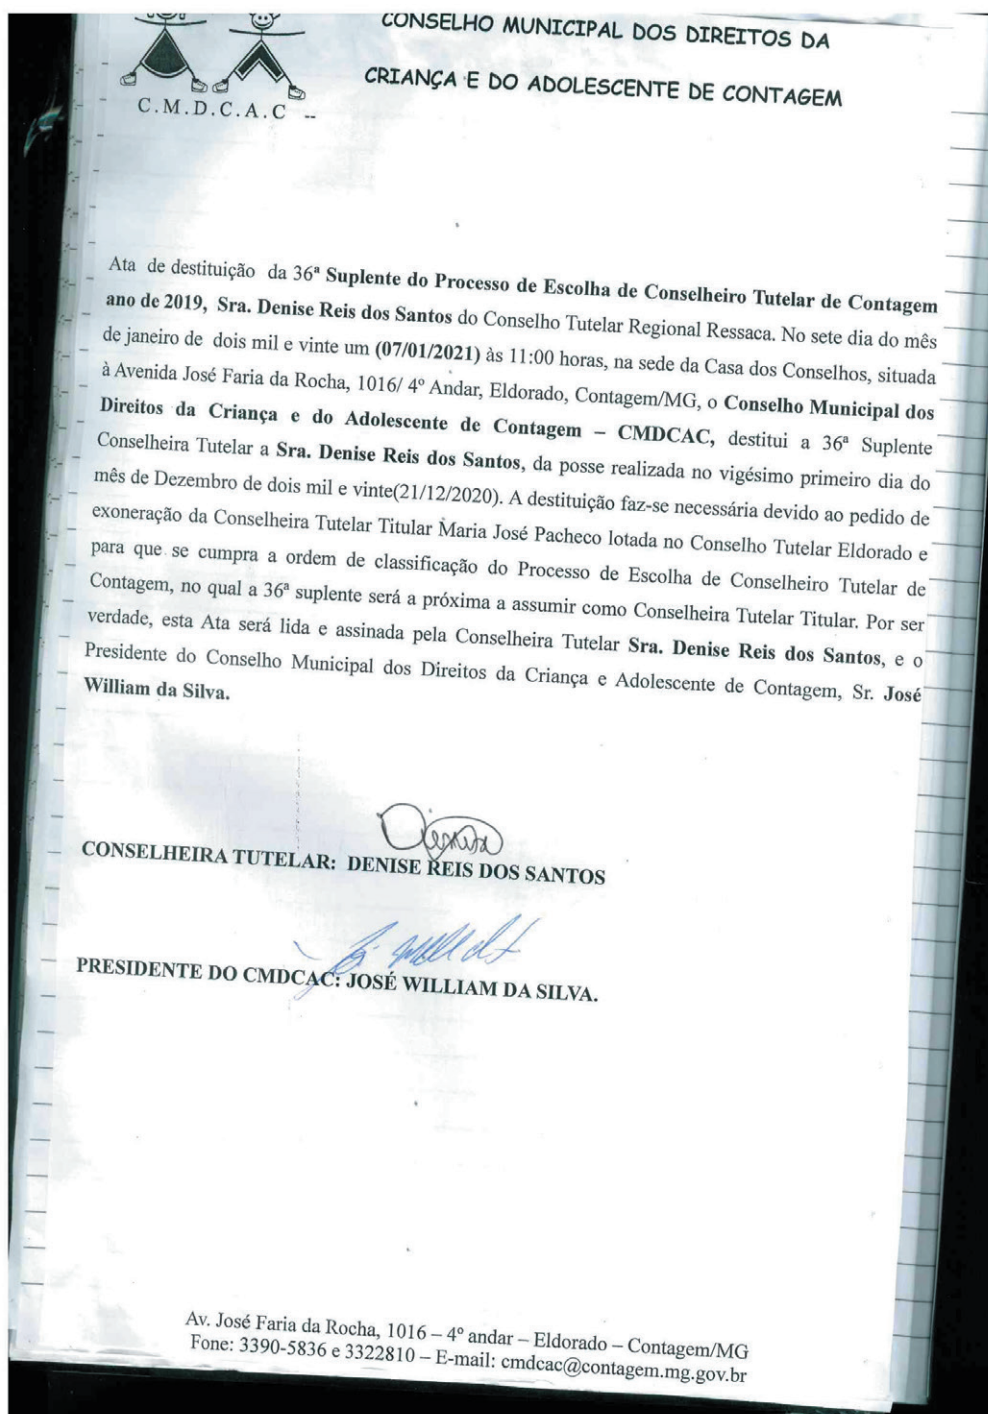 CONSELHO MUNICIPAL DOS DIREITOS DA
CRIANÇA E DO ADOLESCENTE DE CONTAGEM
C.M.D.C.A.C --
Ata de destituição da 36ª Suplente do Processo de Escolha de Conselheiro Tutelar de Contagem
ano de 2019, Sra. Denise Reis dos Santos do Conselho Tutelar Regional Ressaca. No sete dia do mês
de janeiro de dois mil e vinte um (07/01/2021) às 11:00 horas, na sede da Casa dos Conselhos, situada
à Avenida José Faria da Rocha, 1016/ 4º Andar, Eldorado, Contagem/MG, o Conselho Municipal dos
Direitos da Criança e do Adolescente de Contagem – CMDCAC, destitui a 36ª Suplente
Conselheira Tutelar a Sra. Denise Reis dos Santos, da posse realizada no vigésimo primeiro dia do
mês de Dezembro de dois mil e vinte(21/12/2020). A destituição faz-se necessária devido ao pedido de
exoneração da Conselheira Tutelar Titular Maria José Pacheco lotada no Conselho Tutelar Eldorado e
para que se cumpra a ordem de classificação do Processo de Escolha de Conselheiro Tutelar de
Contagem, no qual a 36ª suplente será a próxima a assumir como Conselheira Tutelar Titular. Por ser
verdade, esta Ata será lida e assinada pela Conselheira Tutelar Sra. Denise Reis dos Santos, e o
Presidente do Conselho Municipal dos Direitos da Criança e Adolescente de Contagem, Sr. José
William da Silva.
Denise
CONSELHEIRA TUTELAR: DENISE REIS DOS SANTOS
PRESIDENTE DO CMDCAC: JOSÉ WILLIAM DA SILVA.
Av. José Faria da Rocha, 1016 – 4º andar – Eldorado – Contagem/MG
Fone: 3390-5836 e 3322810 – E-mail: cmdcac@contagem.mg.gov.br